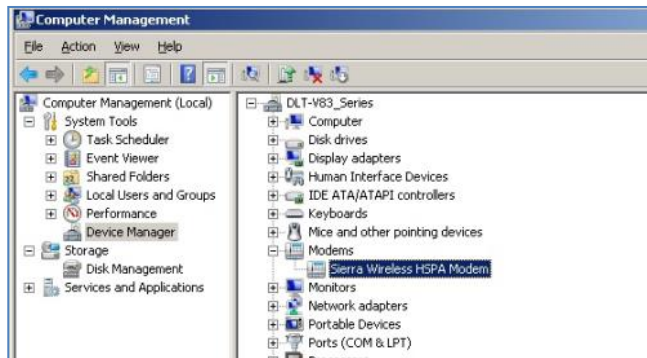 Computer Management
File Action View Help
Computer Management (Local)
System Tools
Task Scheduler
Event Viewer
Shared Folders
Local Users and Groups
Performance
Device Manager
Storage
Disk Management
Services and Applications
DLT-V83_Series
Computer
Disk drives
Display adapters
Human Interface Devices
IDE ATA/ATAPI controllers
Keyboards
Mice and other pointing devices
Modems
Sierra Wireless HSPA Modem
Monitors
Network adapters
Portable Devices
Ports (COM & LPT)